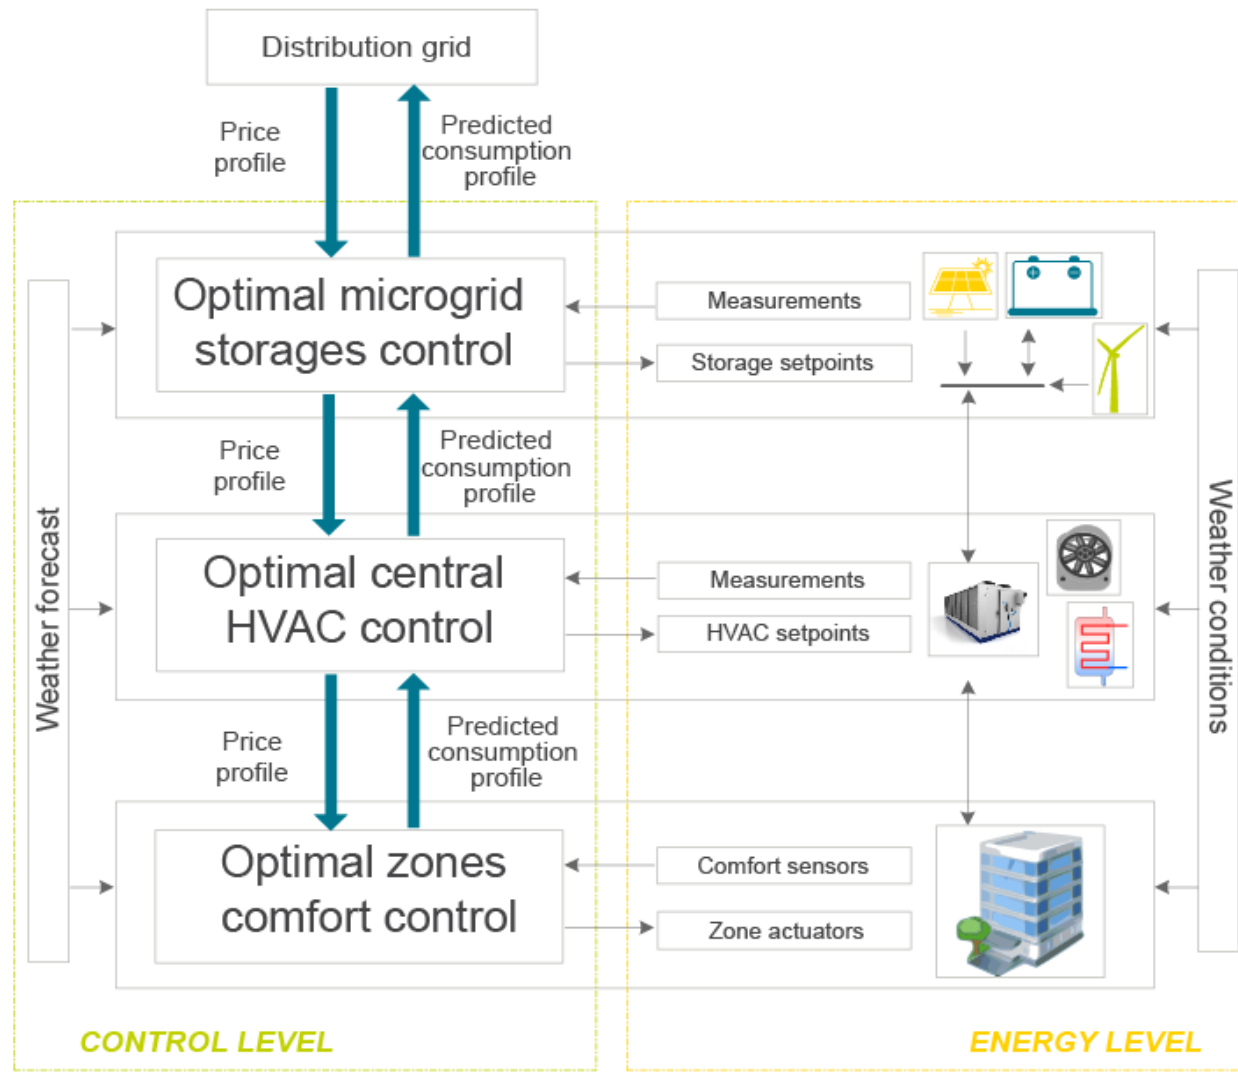 Distribution grid
Price
profile
Predicted
consumption
profile
Optimal microgrid
storages control
Measurements
Storage setpoints
Price
profile
Predicted
consumption
profile
Weather forecast
Optimal central
HVAC control
Measurements
HVAC setpoints
Weather conditions
Price
profile
Predicted
consumption
profile
Optimal zones
comfort control
Comfort sensors
Zone actuators
CONTROL LEVEL
ENERGY LEVEL